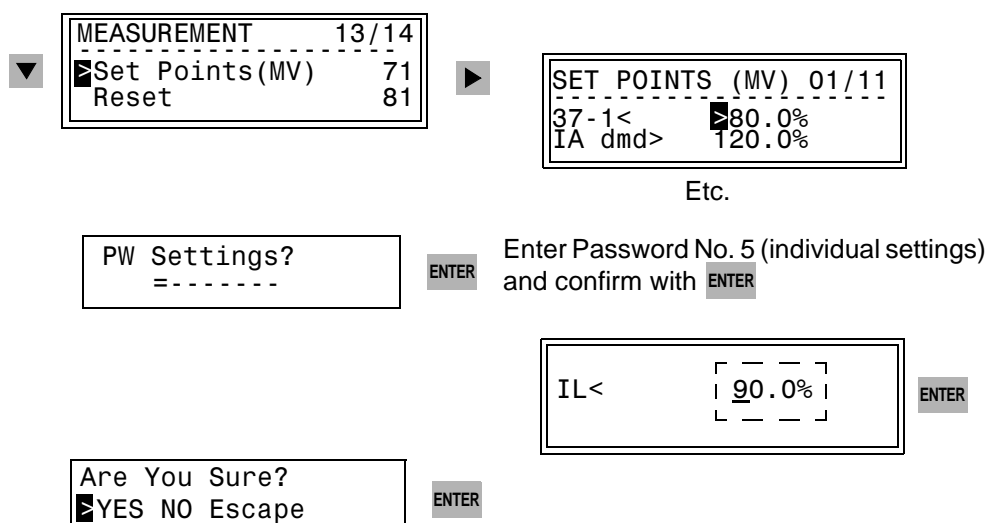 MEASUREMENT 13/14
--------------------
>Set Points(MV) 71
Reset 81
SET POINTS (MV) 01/11
--------------------
37-1< >80.0%
IA dmd> 120.0%
Etc.
PW Settings?
=-------
ENTER
Enter Password No. 5 (individual settings)
and confirm with ENTER
IL< 90.0%
ENTER
Are You Sure?
>YES NO Escape
ENTER